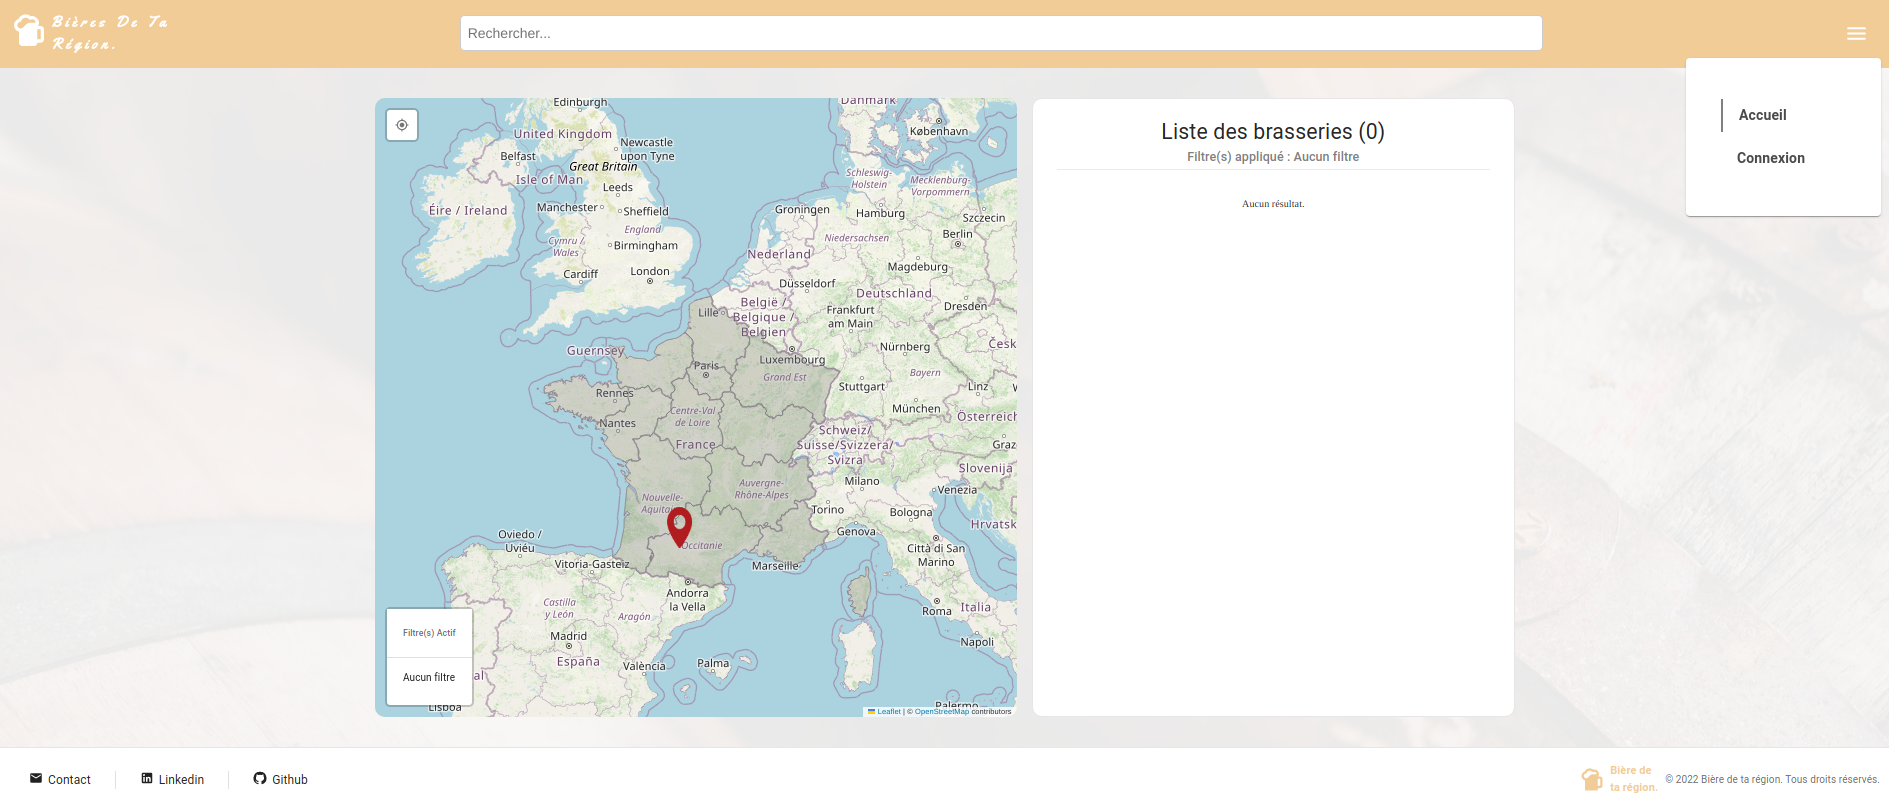 Bières De Ta
Région.
Rechercher...
Accueil
Connexion
Edinburgh
Danmark
København
United Kingdom
Newcastle
upon Tyne
Belfast
Great Britain
Isle of Man
Leeds
Schleswig-
Holstein
Mecklenburg-
Vorpommern
Manchester
Sheffield
Éire / Ireland
Groningen
Hamburg
Szczecin
England
Cymru /
Wales
Birmingham
Niedersachsen
Berlin
Nederland
Cardiff
London
Magdeburg
Düsseldorf
Deutschland
België /
Belgique /
Belgien
Lille
Dresden
Frankfurt
am Main
Guernsey
Luxembourg
Nürnberg
Česk
Paris
Grand Est
Bayern
Stuttgart
Linz
Rennes
Centre-Val
de Loire
München
Österreich
Nantes
Schweiz/
Suisse/Svizzera/
Svizra
France
Graz
Slovenija
Auvergne-
Rhône-Alpes
Milano
Venezia
Nouvelle-
Aquitai
Torino
Bologna
Hrvatsk
Genova
Oviedo /
Uviéu
Occitanie
Città di San
Marino
Vitoria-Gasteiz
Marseille
Andorra
la Vella
Castilla
y León
Aragón
Roma
Italia
Madrid
Napoli
España
València
Palma
Palermo
Lisboa
al
Filtre(s) Actif
Aucun filtre
Leaflet | © OpenStreetMap contributors
Liste des brasseries (0)
Filtre(s) appliqué : Aucun filtre
Aucun résultat.
Contact
Linkedin
Github
Bière de
ta région.
© 2022 Bière de ta région. Tous droits réservés.